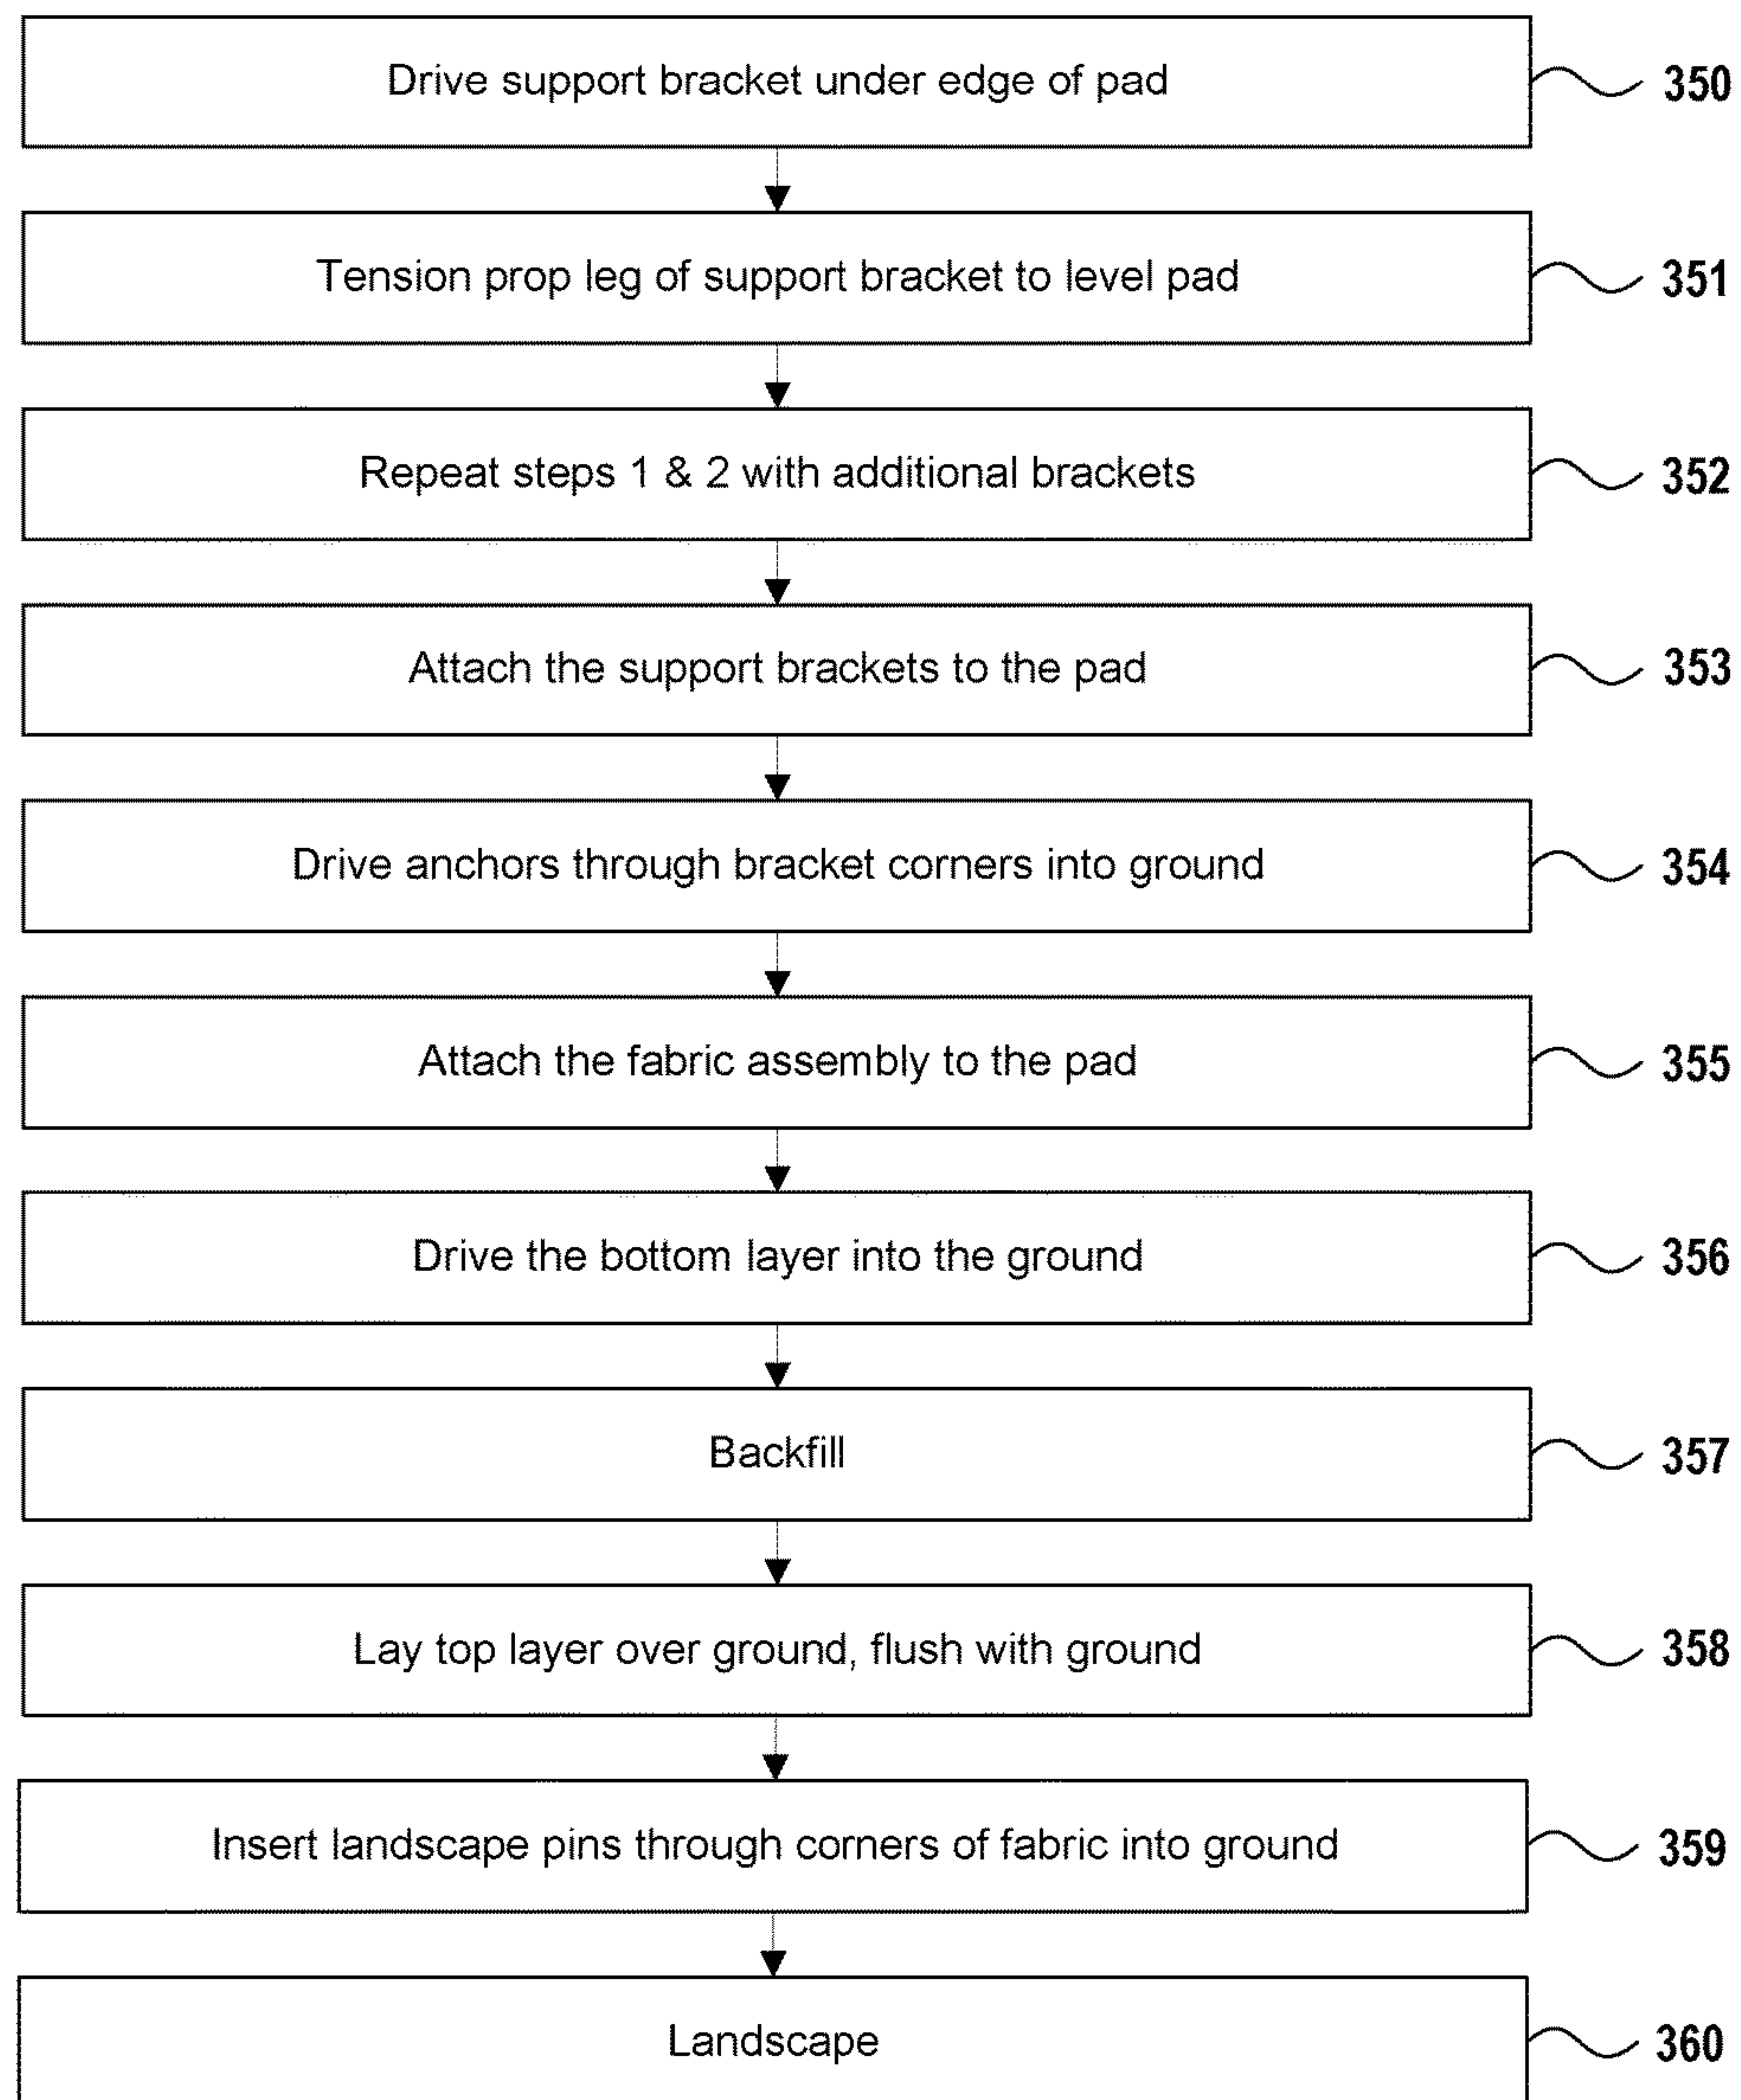 Drive support bracket under edge of pad 350
Tension prop leg of support bracket to level pad 351
Repeat steps 1 & 2 with additional brackets 352
Attach the support brackets to the pad 353
Drive anchors through bracket corners into ground 354
Attach the fabric assembly to the pad 355
Drive the bottom layer into the ground 356
Backfill 357
Lay top layer over ground, flush with ground 358
Insert landscape pins through corners of fabric into ground 359
Landscape 360